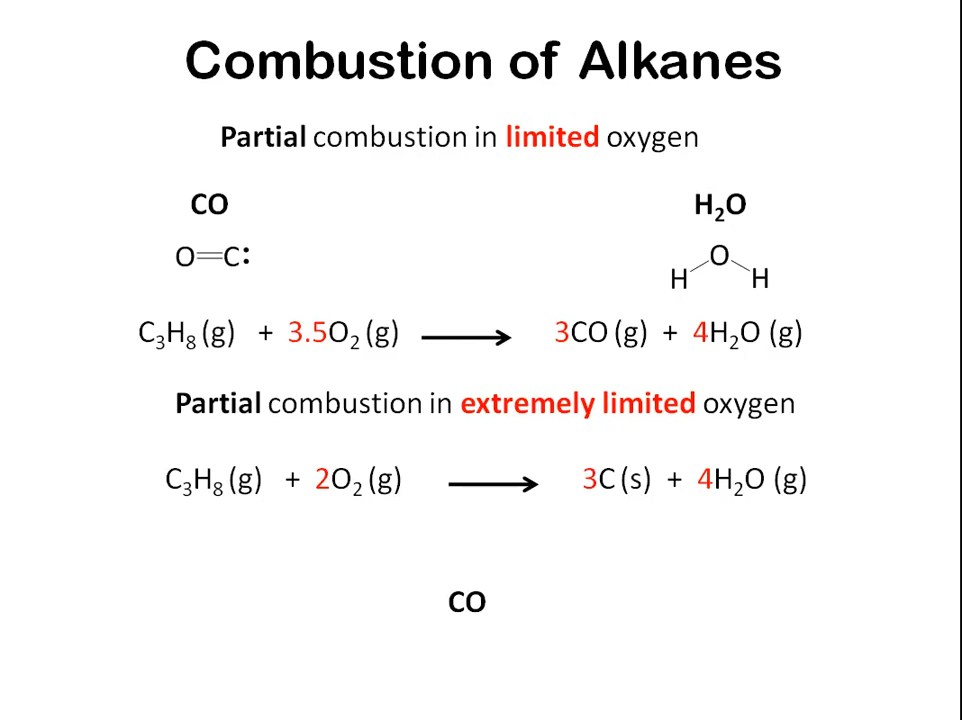 Combustion of Alkanes
Partial combustion in limited oxygen
CO H₂O
O=C: O
H H
C₃H₈ (g) + 3.5O₂ (g) ⟶ 3CO (g) + 4H₂O (g)
Partial combustion in extremely limited oxygen
C₃H₈ (g) + 2O₂ (g) ⟶ 3C (s) + 4H₂O (g)
CO